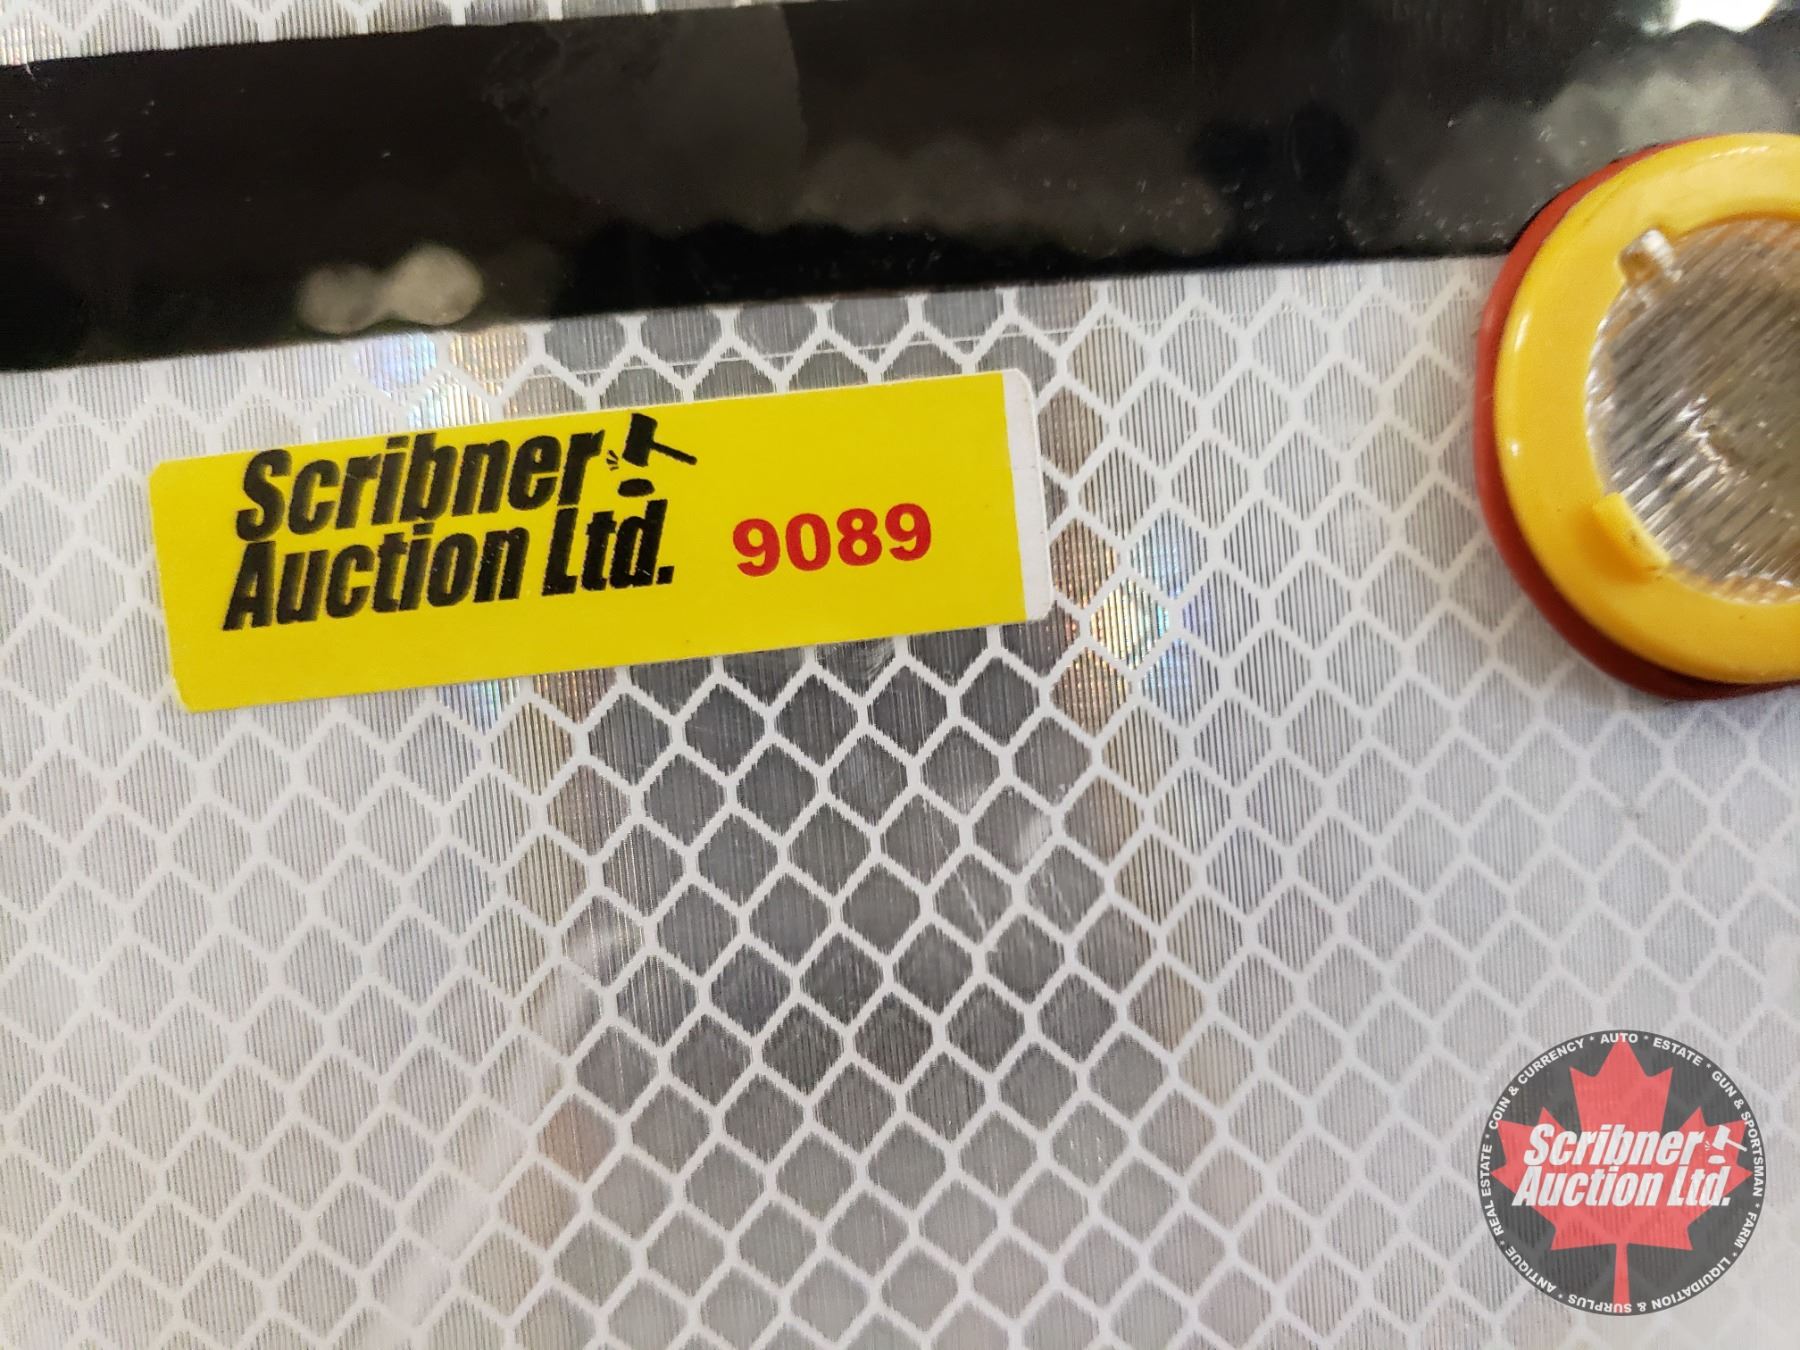 Scribner
Auction Ltd.
9089
COIN & CURRENCY * AUTO * ESTATE * GUN & SPORTSMAN * FARM * LIQUIDATION & SURPLUS * ANTIQUE * REAL ESTATE *
Scribner
Auction Ltd.